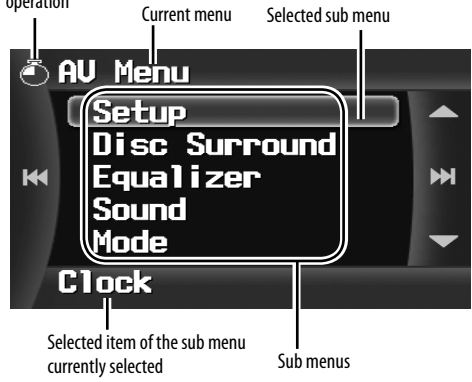 operation
Current menu
Selected sub menu
AV Menu
Setup
Disc Surround
Equalizer
Sound
Mode
Clock
Selected item of the sub menu
currently selected
Sub menus